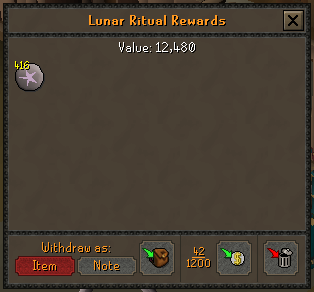 Lunar Ritual Rewards
Value: 12,480
416
Withdraw as:
Item
Note
42
1200